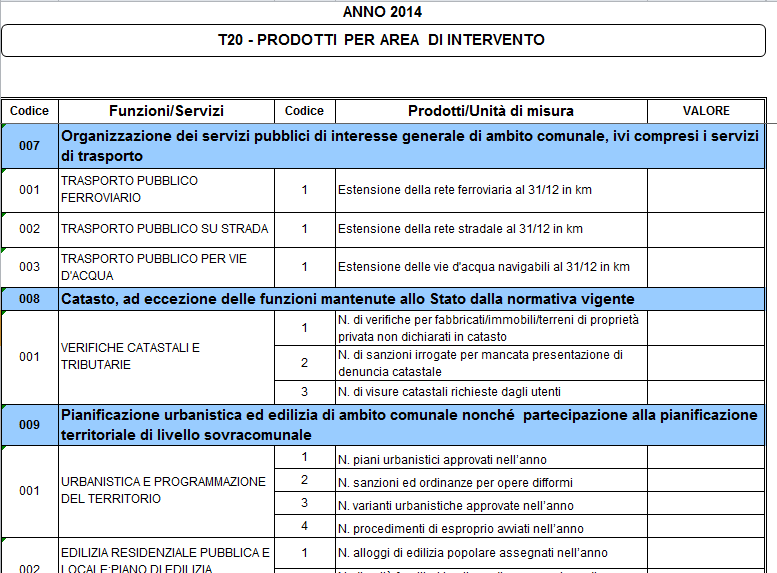 ANNO 2014
T20 - PRODOTTI PER AREA DI INTERVENTO
Codice Funzioni/Servizi Codice Prodotti/Unità di misura VALORE
007 Organizzazione dei servizi pubblici di interesse generale di ambito comunale, ivi compresi i servizi
di trasporto
001 TRASPORTO PUBBLICO
FERROVIARIO
1 Estensione della rete ferroviaria al 31/12 in km
002 TRASPORTO PUBBLICO SU STRADA 1 Estensione della rete stradale al 31/12 in km
003 TRASPORTO PUBBLICO PER VIE
D'ACQUA
1 Estensione delle vie d'acqua navigabili al 31/12 in km
008 Catasto, ad eccezione delle funzioni mantenute allo Stato dalla normativa vigente
001 VERIFICHE CATASTALI E
TRIBUTARIE
1 N. di verifiche per fabbricati/immobili/terreni di proprietà
privata non dichiarati in catasto
2 N. di sanzioni irrogate per mancata presentazione di
denuncia catastale
3 N. di visure catastali richieste dagli utenti
009 Pianificazione urbanistica ed edilizia di ambito comunale nonché partecipazione alla pianificazione
territoriale di livello sovracomunale
001 URBANISTICA E PROGRAMMAZIONE
DEL TERRITORIO
1 N. piani urbanistici approvati nell'anno
2 N. sanzioni ed ordinanze per opere difformi
3 N. varianti urbanistiche approvate nell'anno
4 N. procedimenti di esproprio avviati nell'anno
002 EDILIZIA RESIDENZIALE PUBBLICA E
LOCALE;PIANO DI EDILIZIA
1 N. alloggi di edilizia popolare assegnati nell'anno